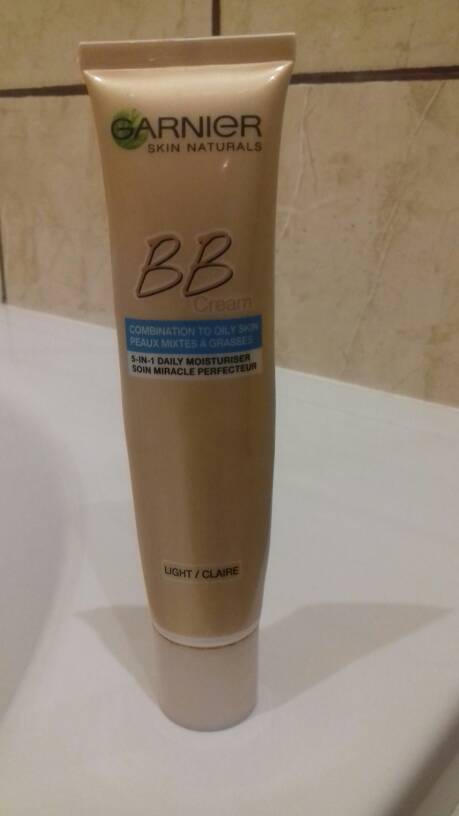 GARNIER
SKIN NATURALS
BB
Cream
COMBINATION TO OILY SKIN
PEAUX MIXTES À GRASSES
5-IN-1 DAILY MOISTURISER
SOIN MIRACLE PERFECTEUR
LIGHT / CLAIRE